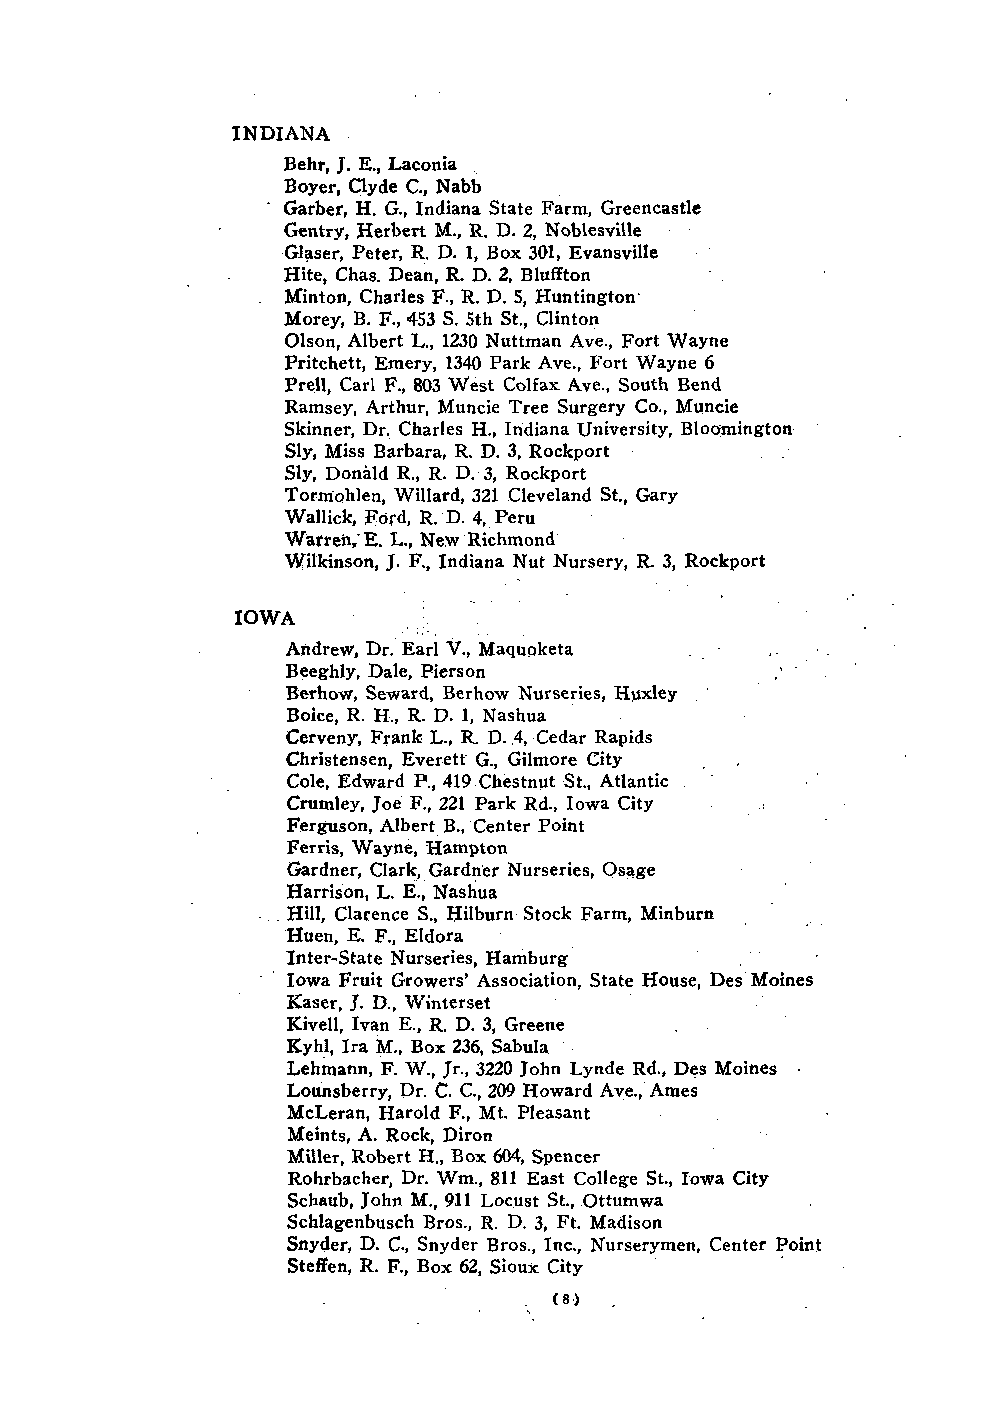 INDIANA
Behr, J. E., Laconia
Boyer, Clyde C., Nabb
Garber, H. G., Indiana State Farm, Greencastle
Gentry, Herbert M., R. D. 2, Noblesville
Glaser, Peter, R. D. 1, Box 301, Evansville
Hite, Chas. Dean, R. D. 2, Bluffton
Minton, Charles F., R. D. 5, Huntington
Morey, B. F., 453 S. 5th St., Clinton
Olson, Albert L., 1230 Nuttman Ave., Fort Wayne
Pritchett, Emery, 1340 Park Ave., Fort Wayne 6
Prell, Carl F., 803 West Colfax Ave., South Bend
Ramsey, Arthur, Muncie Tree Surgery Co., Muncie
Skinner, Dr. Charles H., Indiana University, Bloomington
Sly, Miss Barbara, R. D. 3, Rockport
Sly, Donald R., R. D. 3, Rockport
Tormohlen, Willard, 321 Cleveland St., Gary
Wallick, Ford, R. D. 4, Peru
Warren, E. L., New Richmond
Wilkinson, J. F., Indiana Nut Nursery, R. 3, Rockport
IOWA
Andrew, Dr. Earl V., Maquoketa
Beeghly, Dale, Pierson
Berhow, Seward, Berhow Nurseries, Huxley
Boice, R. H., R. D. 1, Nashua
Cerveny, Frank L., R. D. 4, Cedar Rapids
Christensen, Everett G., Gilmore City
Cole, Edward P., 419 Chestnut St., Atlantic
Crumley, Joe F., 221 Park Rd., Iowa City
Ferguson, Albert B., Center Point
Ferris, Wayne, Hampton
Gardner, Clark, Gardner Nurseries, Osage
Harrison, L. E., Nashua
Hill, Clarence S., Hilburn Stock Farm, Minburn
Huen, E. F., Eldora
Inter-State Nurseries, Hamburg
Iowa Fruit Growers' Association, State House, Des Moines
Kaser, J. D., Winterset
Kivell, Ivan E., R. D. 3, Greene
Kyhl, Ira M., Box 236, Sabula
Lehmann, F. W., Jr., 3220 John Lynde Rd., Des Moines
Lounsberry, Dr. C. C., 209 Howard Ave., Ames
McLeran, Harold F., Mt. Pleasant
Meints, A. Rock, Diron
Miller, Robert H., Box 604, Spencer
Rohrbacher, Dr. Wm., 811 East College St., Iowa City
Schaub, John M., 911 Locust St., Ottumwa
Schlagenbusch Bros., R. D. 3, Ft. Madison
Snyder, D. C., Snyder Bros., Inc., Nurserymen, Center Point
Steffen, R. F., Box 62, Sioux City
(8)